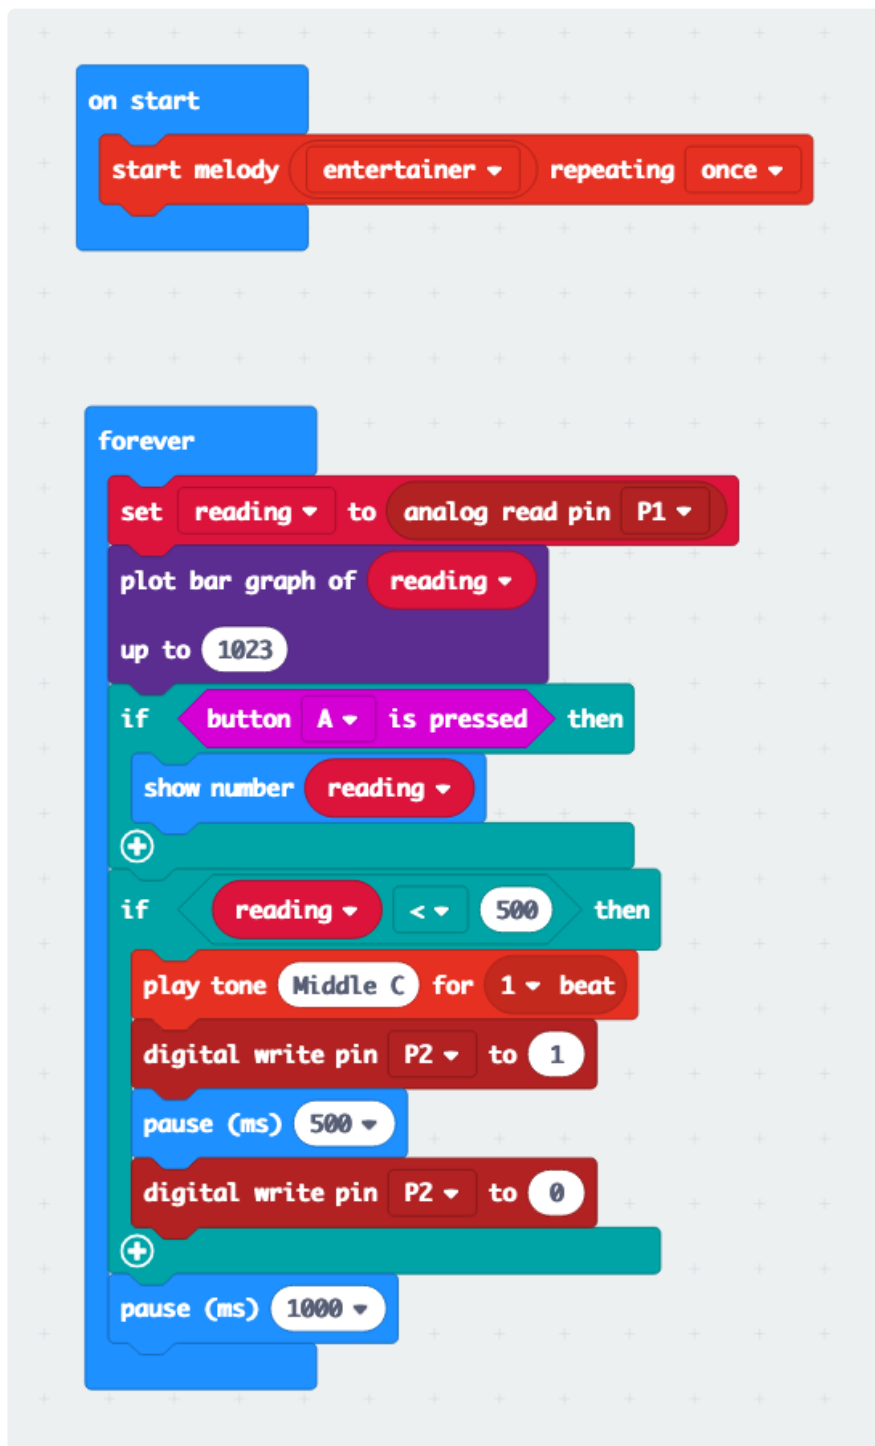 on start
start melody entertainer repeating once
forever
set reading to analog read pin P1
plot bar graph of reading
up to 1023
if button A is pressed then
show number reading
if reading < 500 then
play tone Middle C for 1 beat
digital write pin P2 to 1
pause (ms) 500
digital write pin P2 to 0
pause (ms) 1000